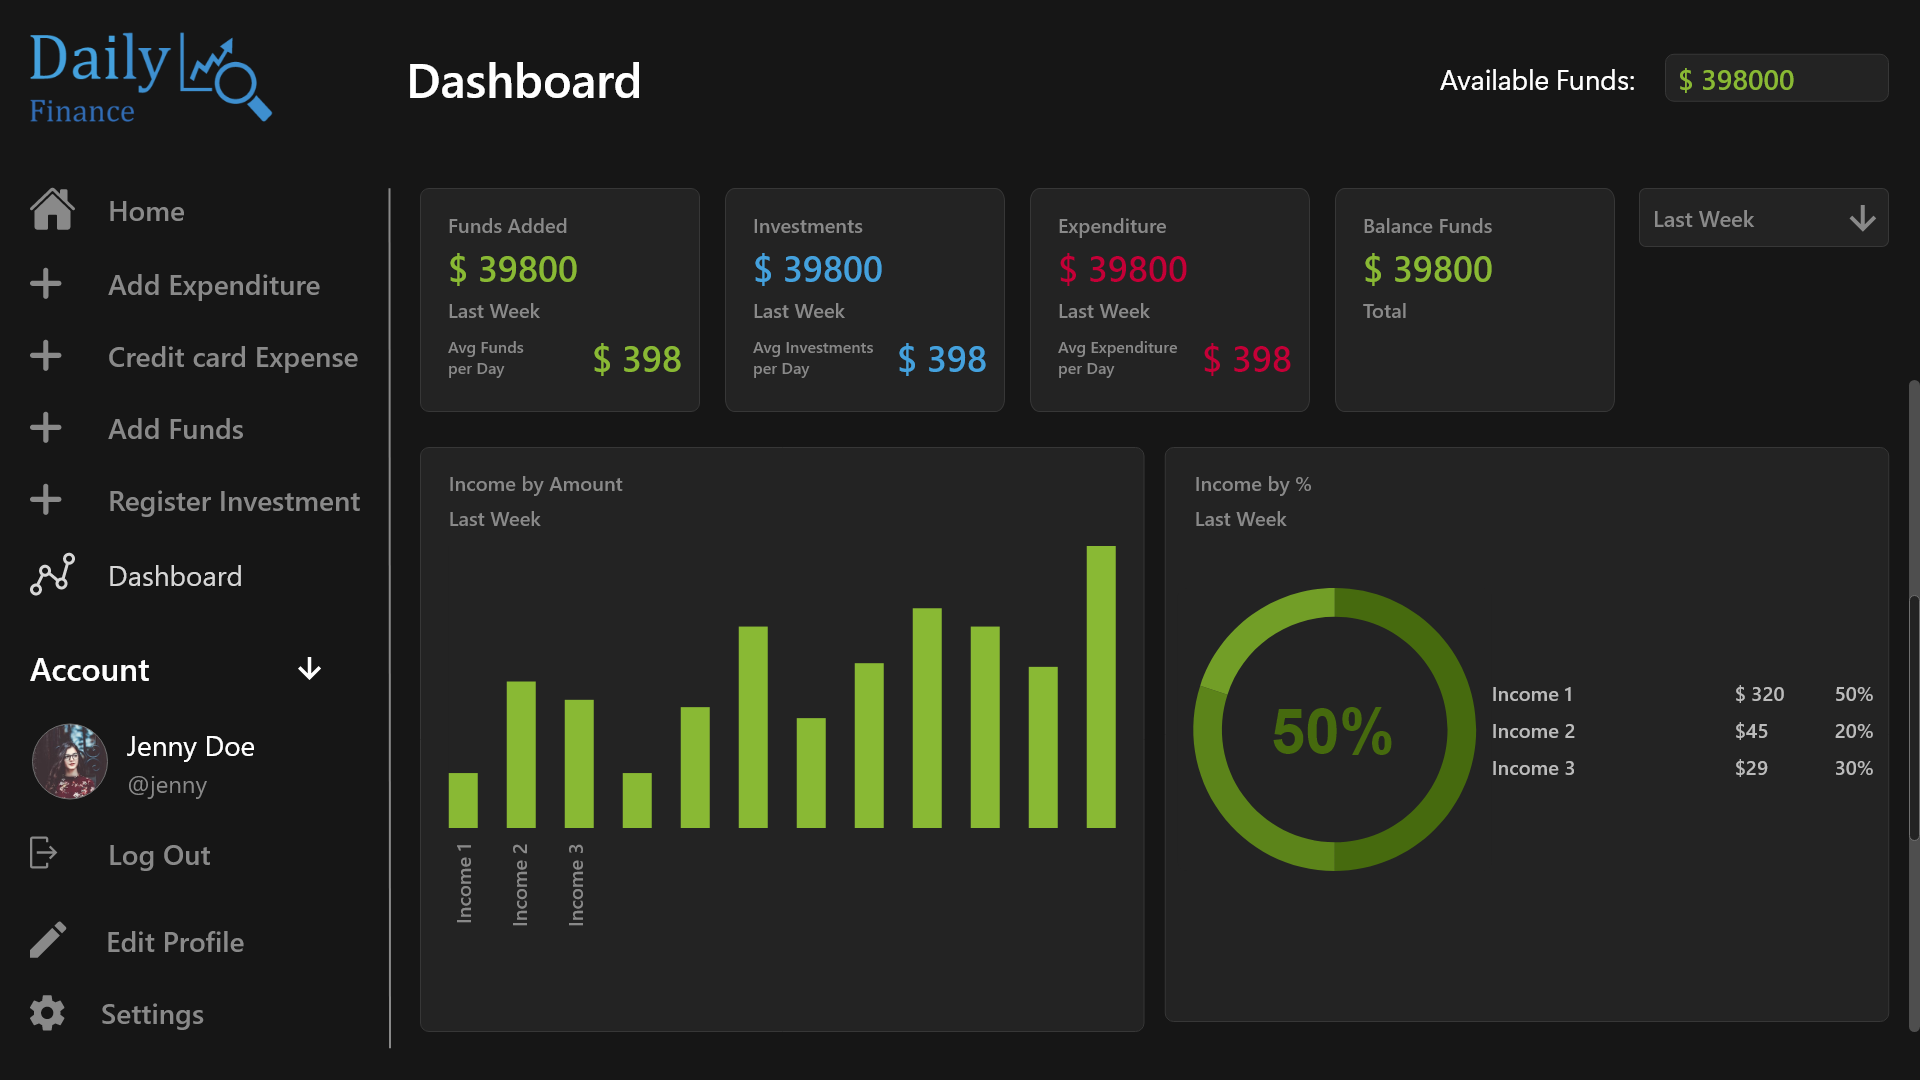 Daily
Finance
Dashboard
Available Funds:
$ 398000
Home
Add Expenditure
Credit card Expense
Add Funds
Register Investment
Dashboard
Account
Jenny Doe
@jenny
Log Out
Edit Profile
Settings
Funds Added
$ 39800
Last Week
Avg Funds
per Day
$ 398
Investments
$ 39800
Last Week
Avg Investments
per Day
$ 398
Expenditure
$ 39800
Last Week
Avg Expenditure
per Day
$ 398
Balance Funds
$ 39800
Total
Last Week
Income by Amount
Last Week
Income 1
Income 2
Income 3
Income by %
Last Week
50%
Income 1 $ 320 50%
Income 2 $45 20%
Income 3 $29 30%